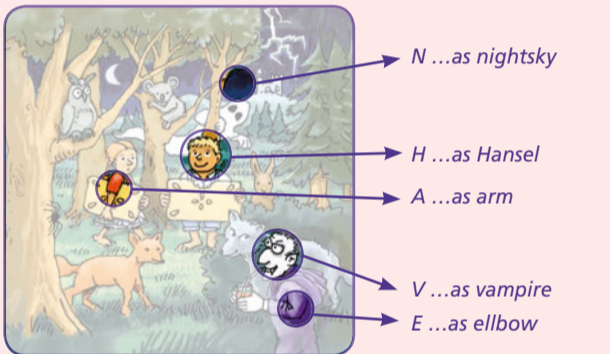 N ...as nightsky
H ...as Hansel
A ...as arm
V ...as vampire
E ...as ellbow